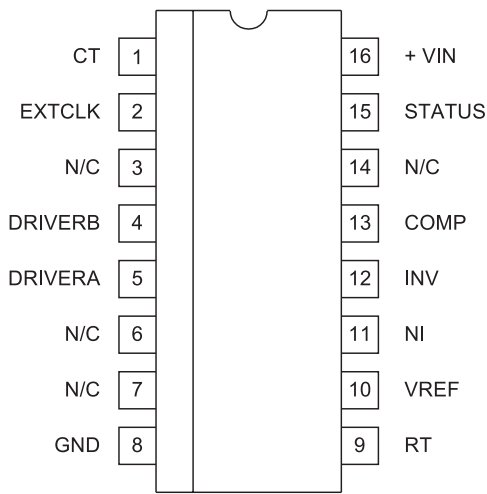 CT 1 16 + VIN
EXTCLK 2 15 STATUS
N/C 3 14 N/C
DRIVERB 4 13 COMP
DRIVERA 5 12 INV
N/C 6 11 NI
N/C 7 10 VREF
GND 8 9 RT